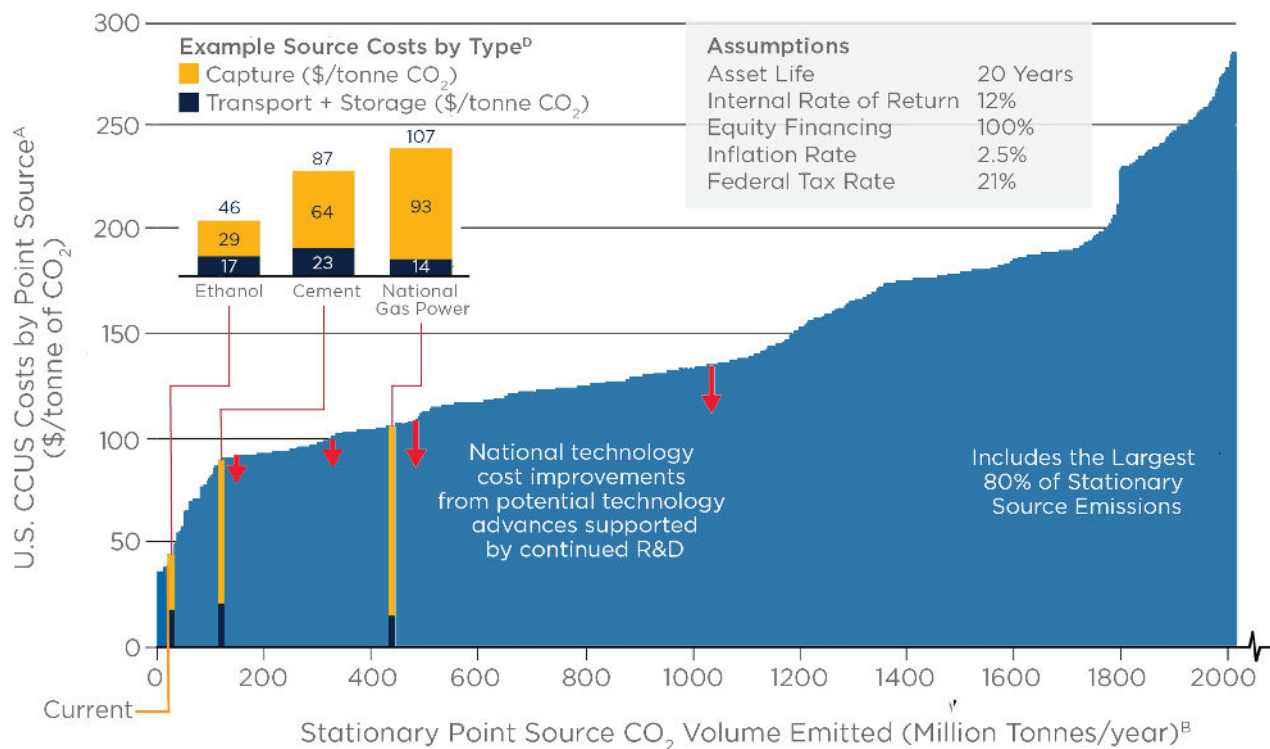 300
250
200
150
100
50
0
U.S. CCUS Costs by Point Source^A
($/tonne of CO₂)
Example Source Costs by Type^D
Capture ($/tonne CO₂)
Transport + Storage ($/tonne CO₂)
46
29
17
Ethanol
87
64
23
Cement
107
93
14
National
Gas Power
Assumptions
Asset Life 20 Years
Internal Rate of Return 12%
Equity Financing 100%
Inflation Rate 2.5%
Federal Tax Rate 21%
National technology
cost improvements
from potential technology
advances supported
by continued R&D
Includes the Largest
80% of Stationary
Source Emissions
0 200 400 600 800 1000 1200 1400 1600 1800 2000
Current
Stationary Point Source CO₂ Volume Emitted (Million Tonnes/year)^B